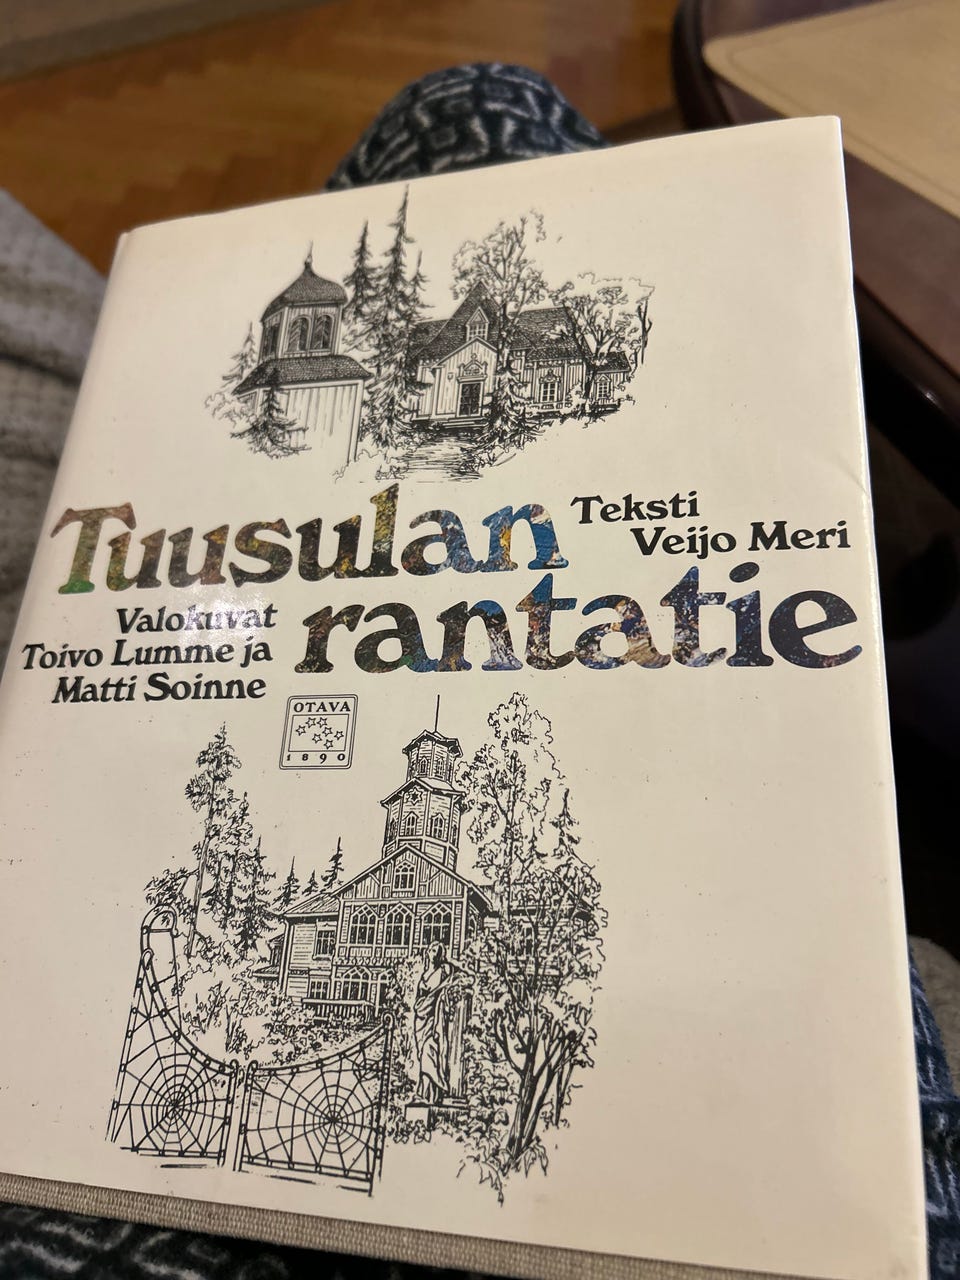 Tuusulan
rantatie
Teksti
Veijo Meri
Valokuvat
Toivo Lumme ja
Matti Soinne
OTAVA
1890